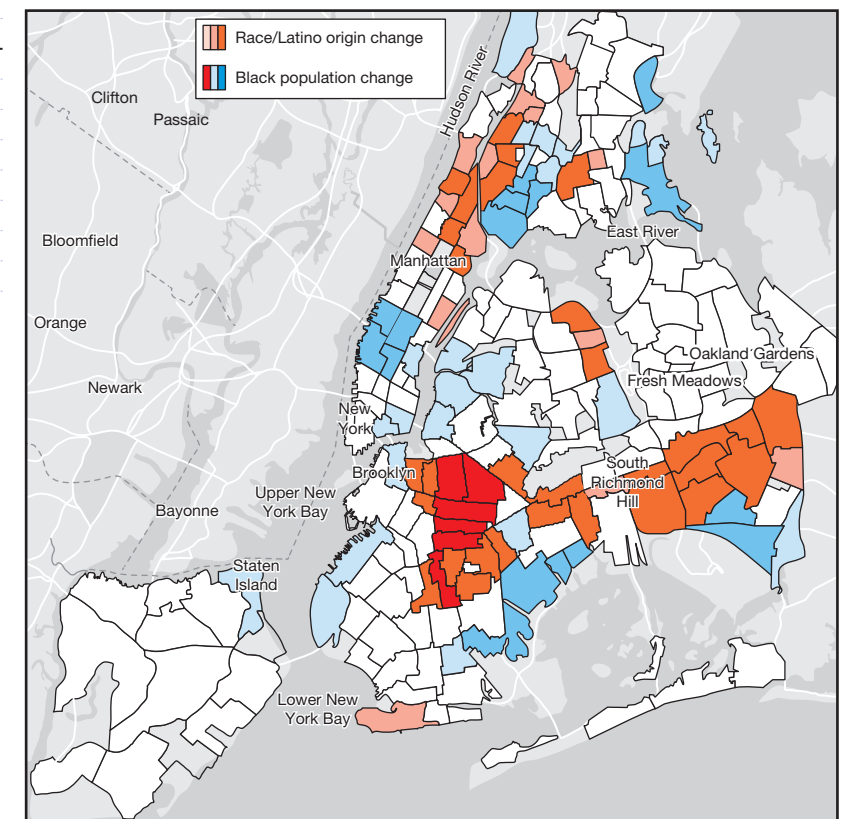 Race/Latino origin change
Black population change
Hudson River
Clifton
Passaic
Bloomfield
East River
Manhattan
Orange
Oakland Gardens
Fresh Meadows
Newark
New
York
South
Richmond
Hill
Brooklyn
Upper New
York Bay
Bayonne
Staten
Island
Lower New
York Bay